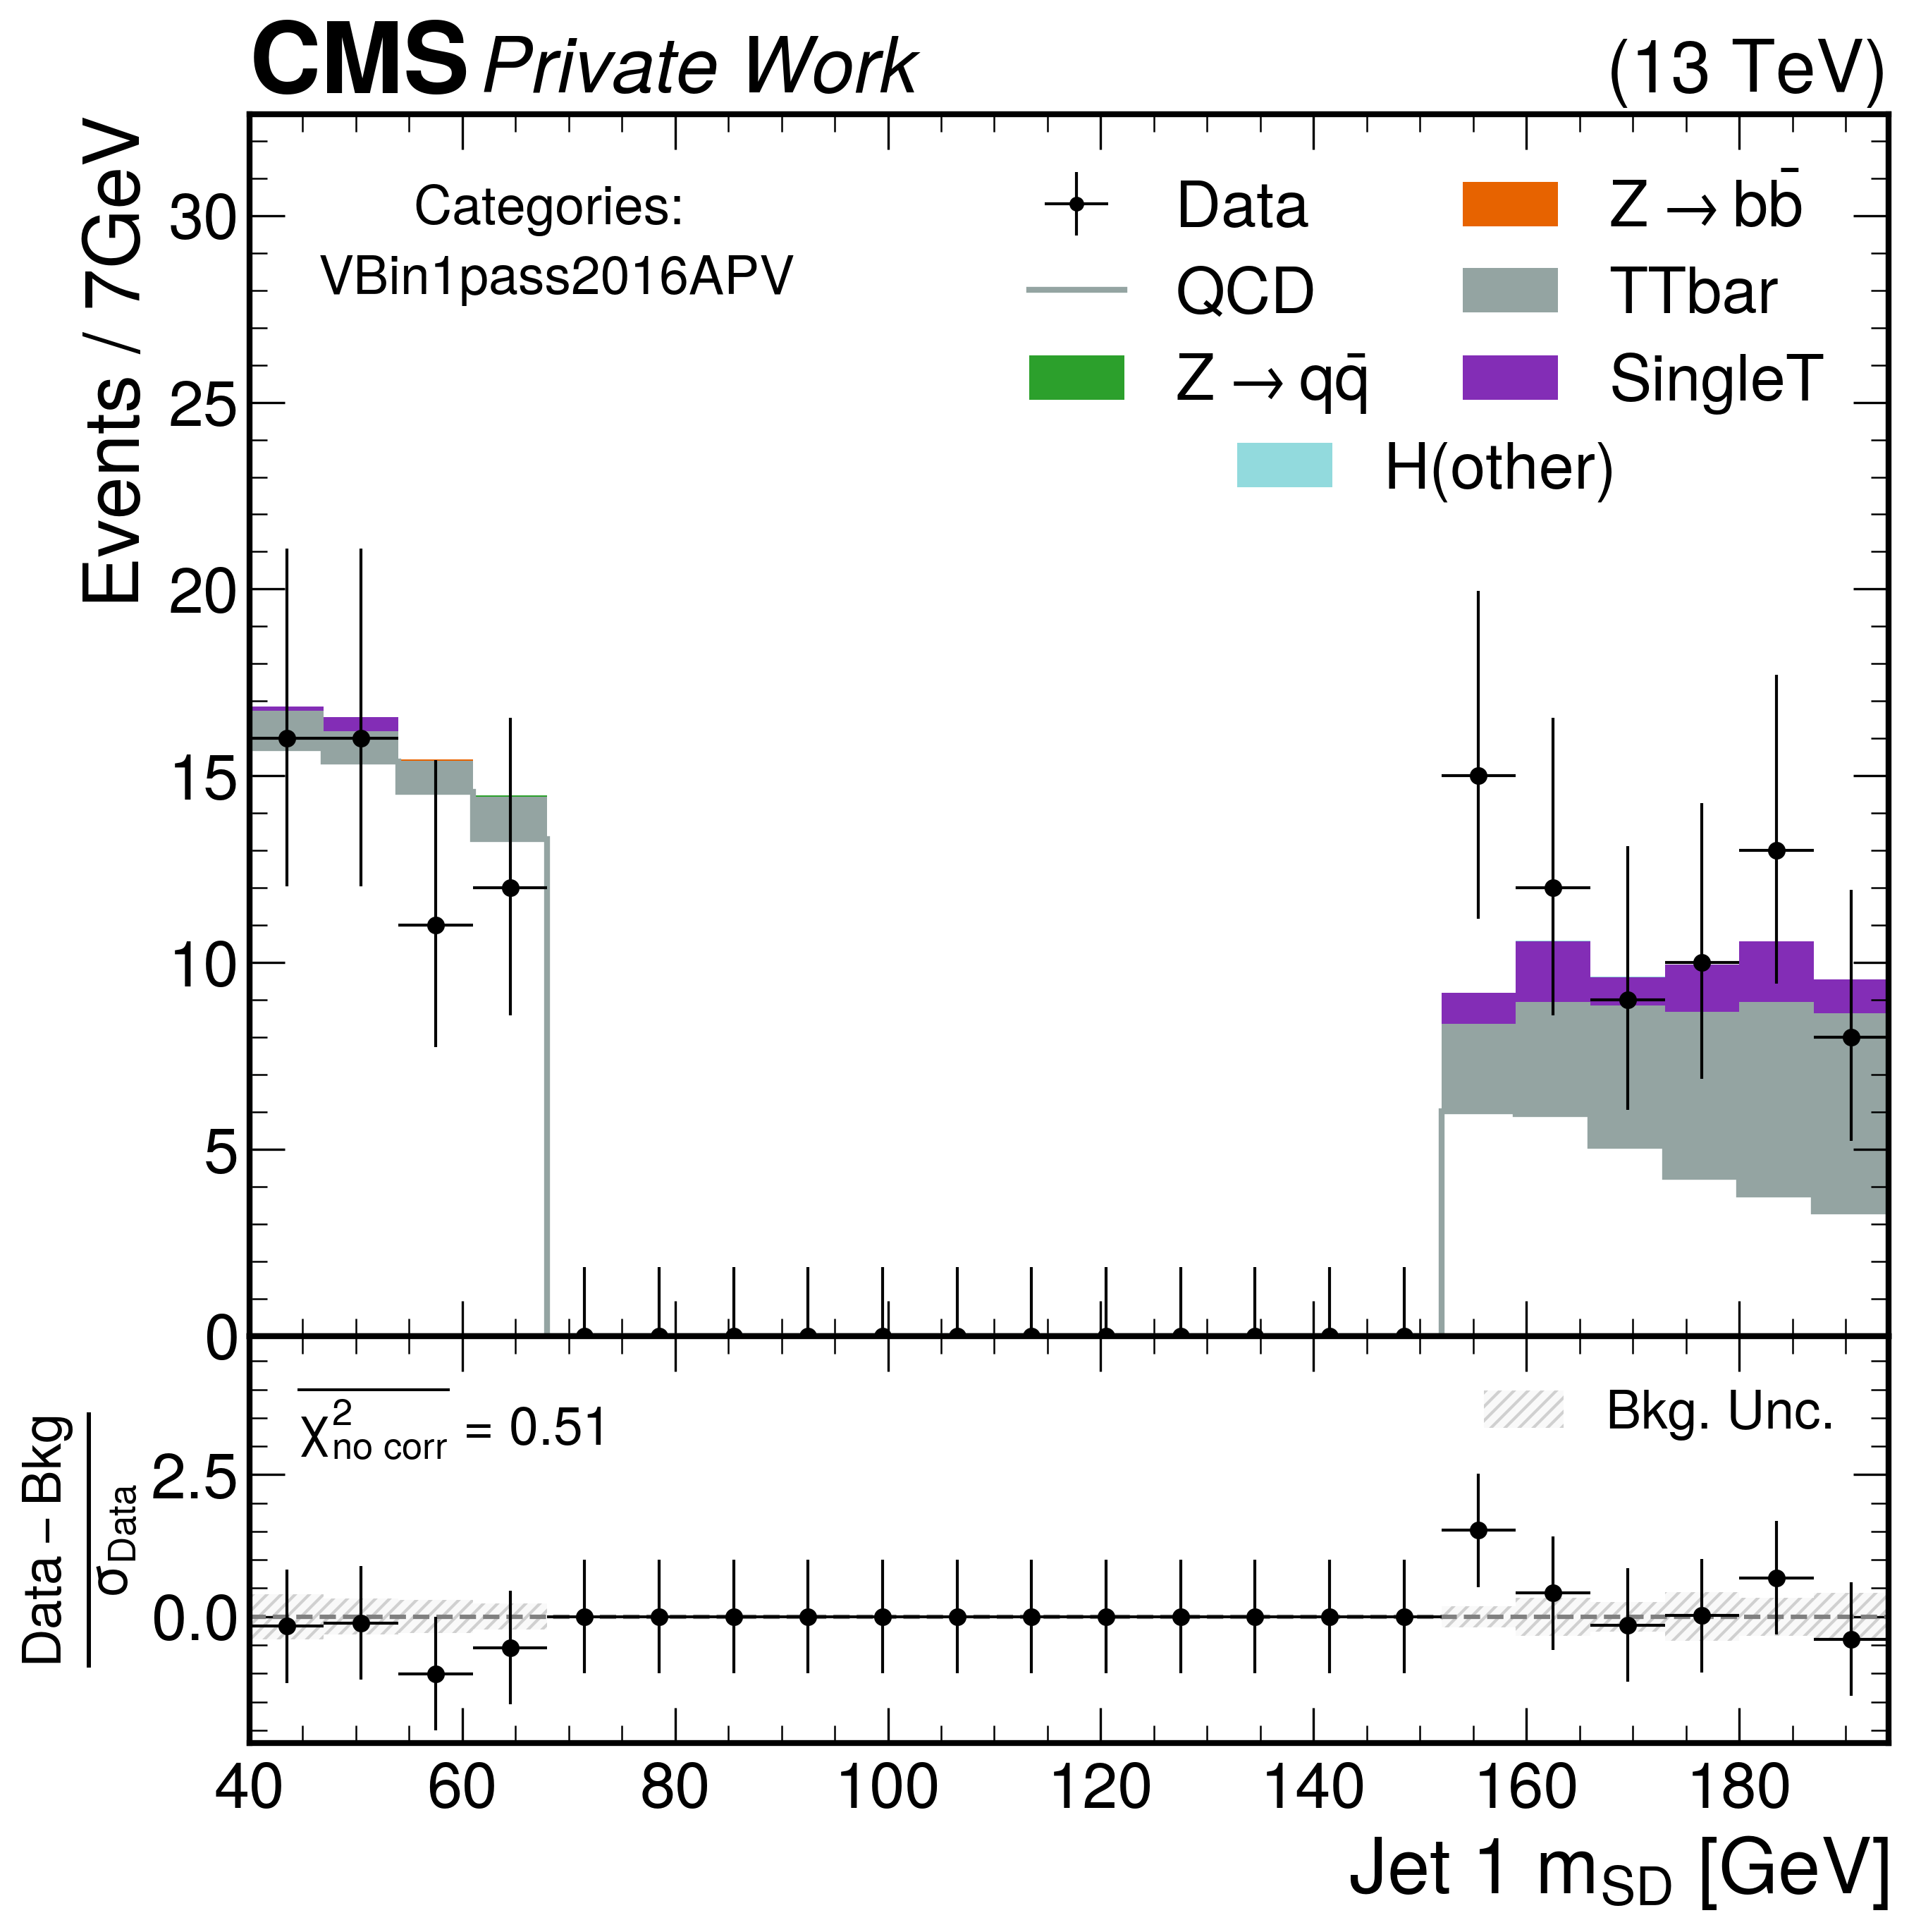 CMS Private Work (13 TeV)
Events / 7GeV
Categories:
VBin1pass2016APV
Data
QCD
Z → qq̄
Z → bb̄
TTbar
SingleT
H(other)
30
25
20
15
10
5
0
Data − Bkg
σData
χ²no corr = 0.51
Bkg. Unc.
2.5
0.0
40 60 80 100 120 140 160 180
Jet 1 mSD [GeV]